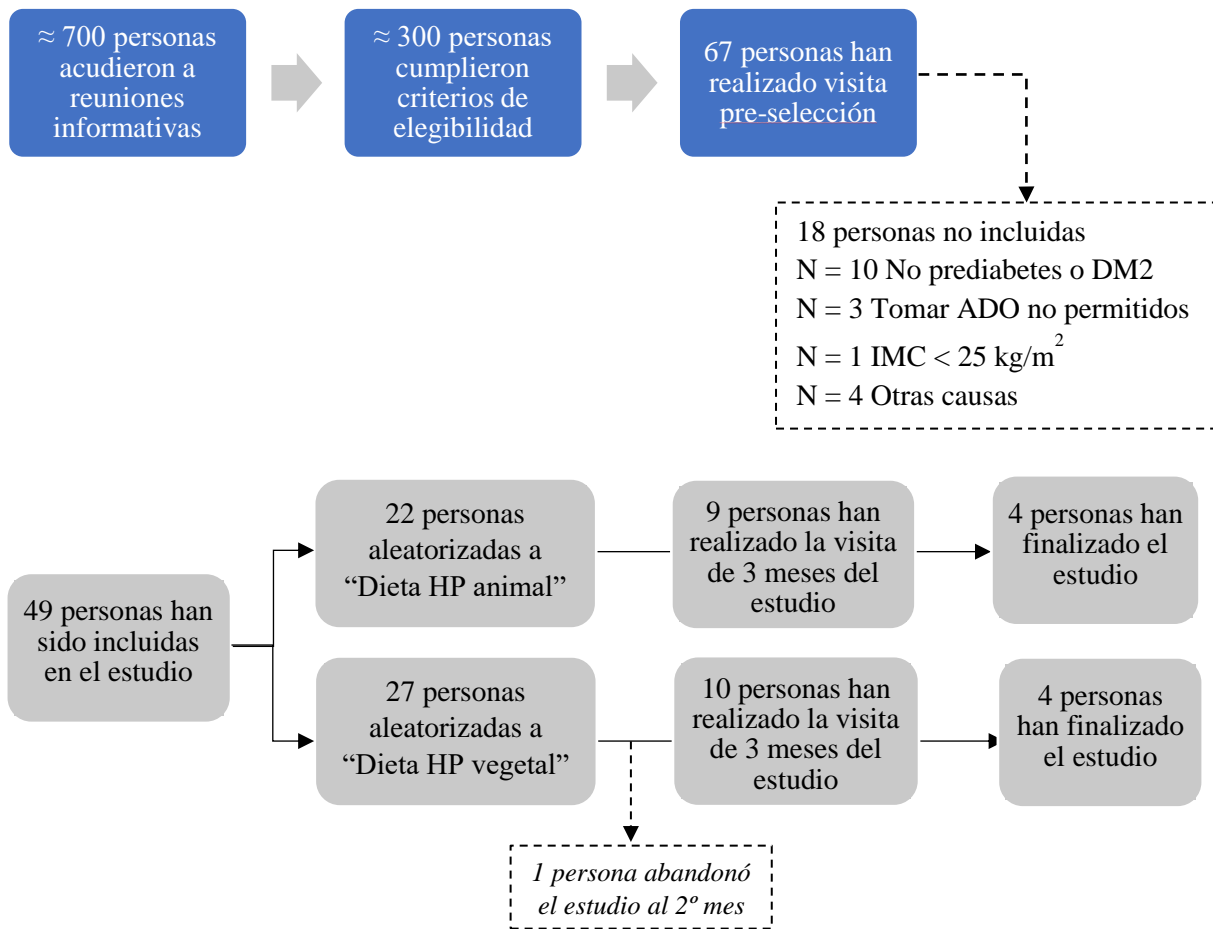 ≈ 700 personas
acudieron a
reuniones
informativas
≈ 300 personas
cumplieron
criterios de
elegibilidad
67 personas han
realizado visita
pre-selección
18 personas no incluidas
N = 10 No prediabetes o DM2
N = 3 Tomar ADO no permitidos
N = 1 IMC < 25 kg/m²
N = 4 Otras causas
49 personas han
sido incluidas
en el estudio
22 personas
aleatorizadas a
“Dieta HP animal”
9 personas han
realizado la visita
de 3 meses del
estudio
4 personas han
finalizado el
estudio
27 personas
aleatorizadas a
“Dieta HP vegetal”
10 personas han
realizado la visita
de 3 meses del
estudio
4 personas
han finalizado
el estudio
1 persona abandonó
el estudio al 2º mes